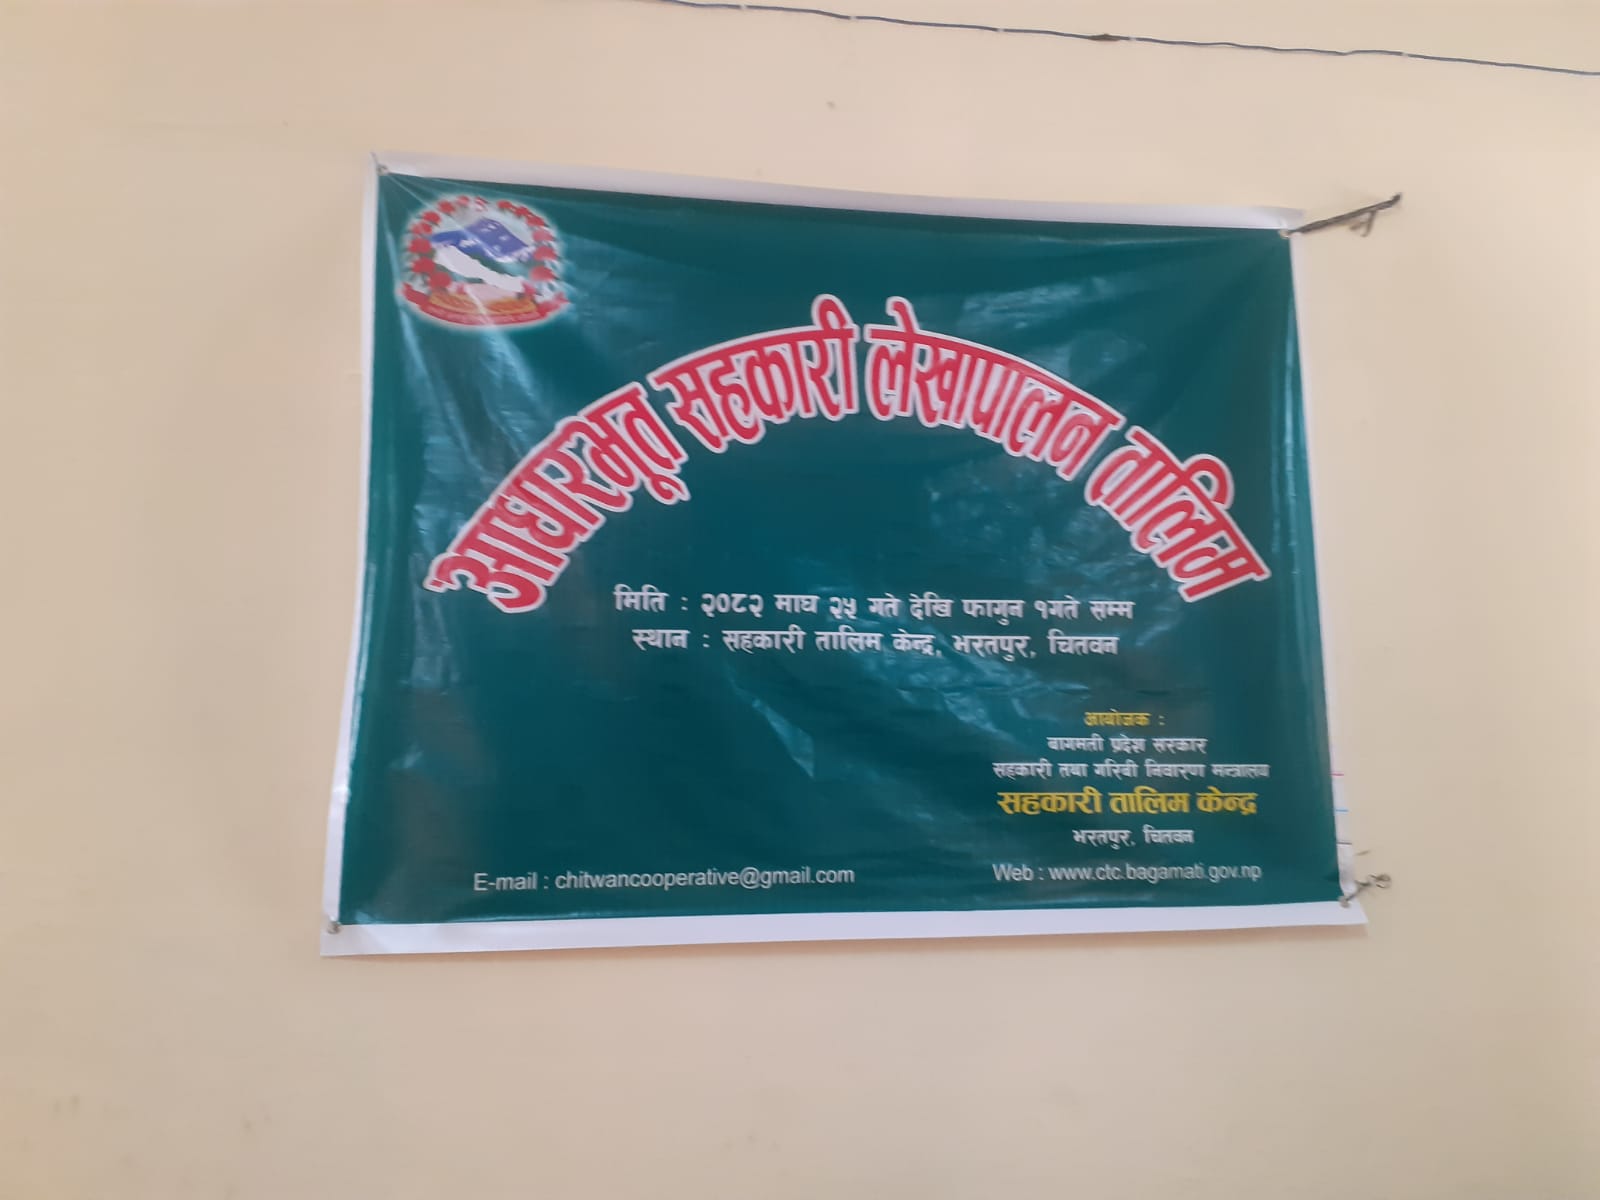 आधारभूत सहकारी लेखापालन तालिम
मिति : २०८२ माघ २५ गते देखि फागुन १गते सम्म
स्थान : सहकारी तालिम केन्द्र, भरतपुर, चितवन
आयोजक :
बागमती प्रदेश सरकार
सहकारी तथा गरिबी निवारण मन्त्रालय
सहकारी तालिम केन्द्र
भरतपुर, चितवन
E-mail : chitwancooperative@gmail.com
Web : www.ctc.bagamati.gov.np